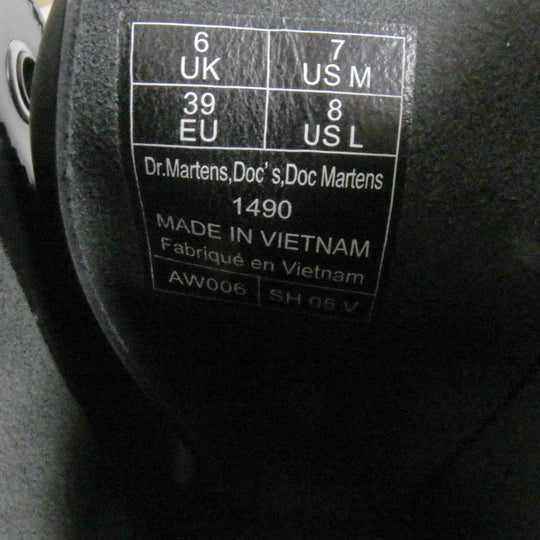 6 UK
7 US M
39 EU
8 US L
Dr.Martens,Doc's,Doc Martens
1490
MADE IN VIETNAM
Fabriqué en Vietnam
AW006 SH 05 V